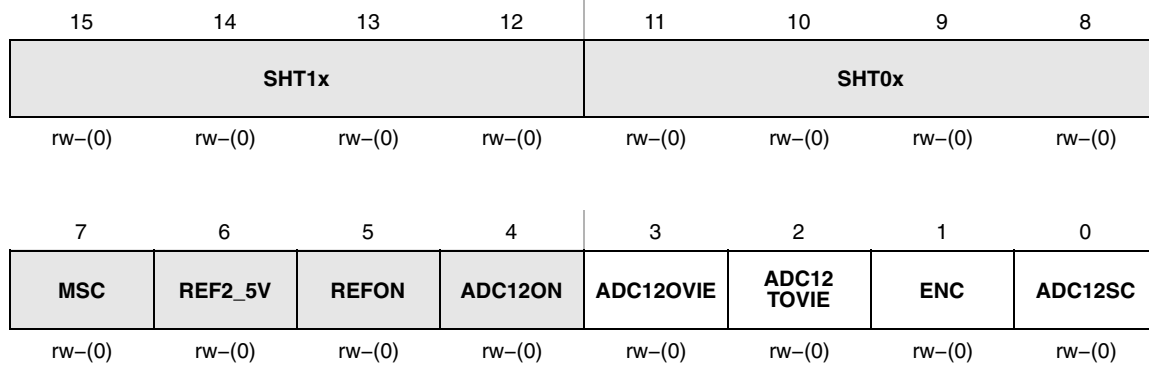 15 14 13 12 11 10 9 8
SHT1x SHT0x
rw−(0) rw−(0) rw−(0) rw−(0) rw−(0) rw−(0) rw−(0) rw−(0)
7 6 5 4 3 2 1 0
MSC REF2_5V REFON ADC12ON ADC12OVIE ADC12
TOVIE ENC ADC12SC
rw−(0) rw−(0) rw−(0) rw−(0) rw−(0) rw−(0) rw−(0) rw−(0)